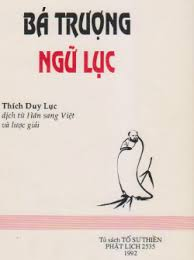 BÁ TRƯỢNG
NGỮ LỤC
Thích Duy Lực
dịch từ Hán sang Việt
và lược giải
Tủ sách TỔ SƯ THIỀN
PHẬT LỊCH 2535
1992